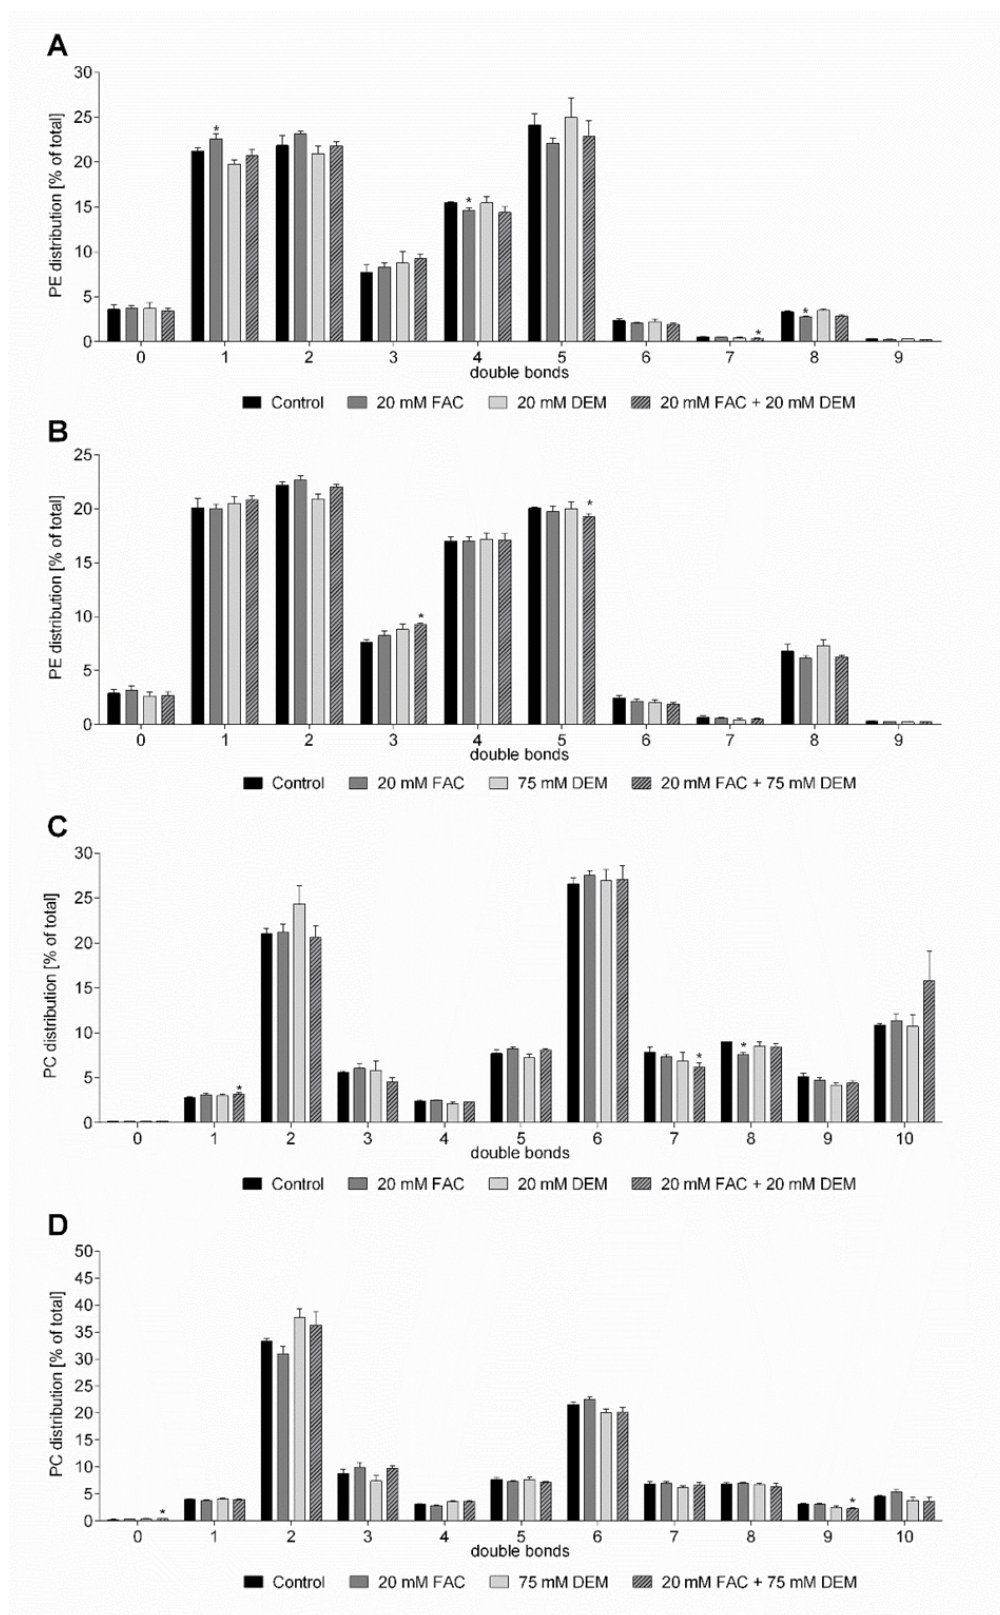 A
PE distribution [% of total]
30
25
20
15
10
5
0
*
*
*
*
0 1 2 3 4 5 6 7 8 9
double bonds
Control 20 mM FAC 20 mM DEM 20 mM FAC + 20 mM DEM
B
PE distribution [% of total]
25
20
15
10
5
0
*
*
0 1 2 3 4 5 6 7 8 9
double bonds
Control 20 mM FAC 75 mM DEM 20 mM FAC + 75 mM DEM
C
PC distribution [% of total]
30
25
20
15
10
5
0
*
*
*
0 1 2 3 4 5 6 7 8 9 10
double bonds
Control 20 mM FAC 20 mM DEM 20 mM FAC + 20 mM DEM
D
PC distribution [% of total]
50
45
40
35
30
25
20
15
10
5
0
*
*
0 1 2 3 4 5 6 7 8 9 10
double bonds
Control 20 mM FAC 75 mM DEM 20 mM FAC + 75 mM DEM